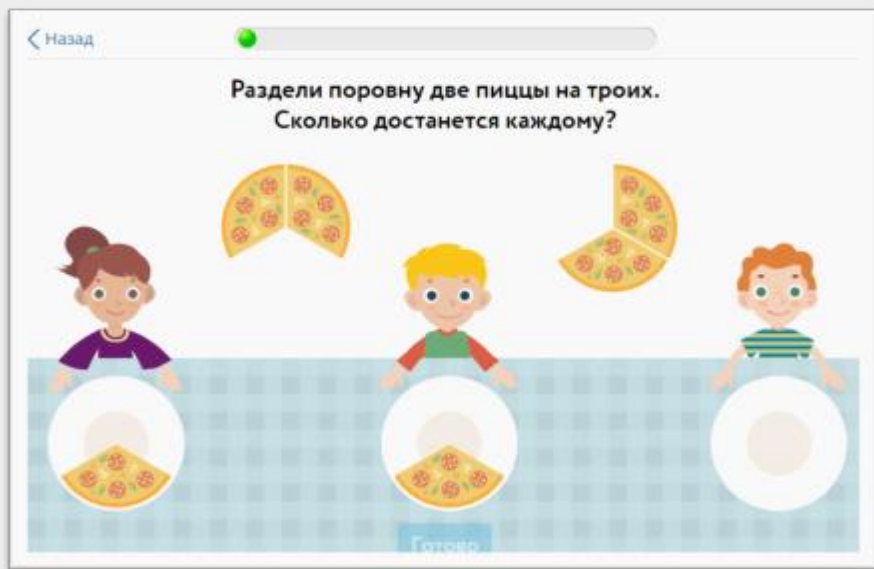 Назад
Раздели поровну две пиццы на троих.
Сколько достанется каждому?
Готово